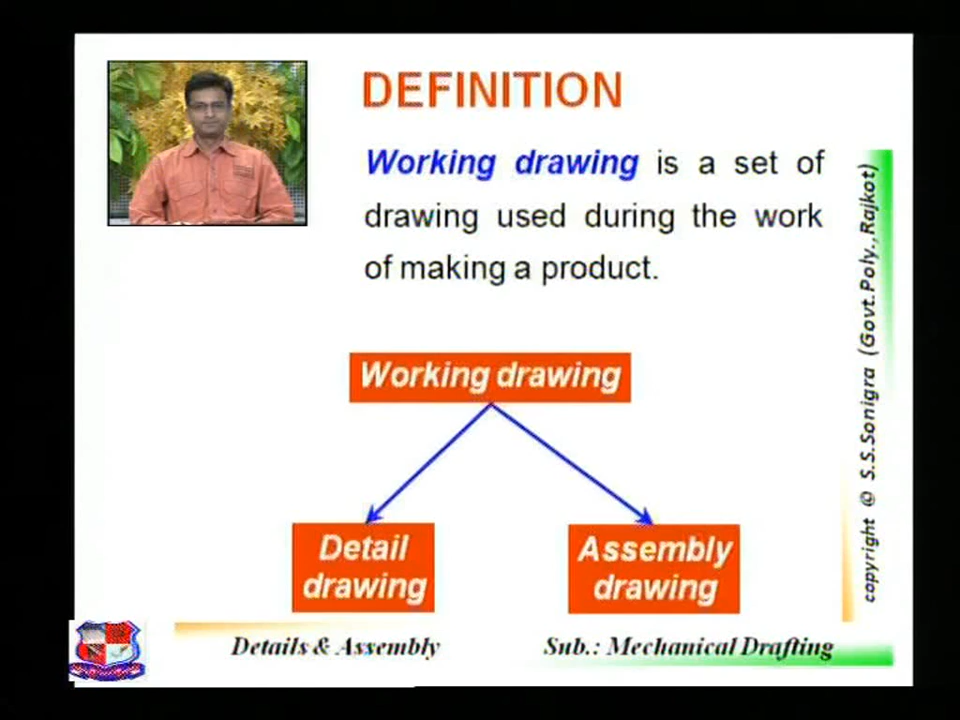 DEFINITION
Working drawing is a set of
drawing used during the work
of making a product.
Working drawing
Detail
drawing
Assembly
drawing
copyright © S.S.Sonigra (Govt.Poly.,Rajkot)
Details & Assembly
Sub.: Mechanical Drafting